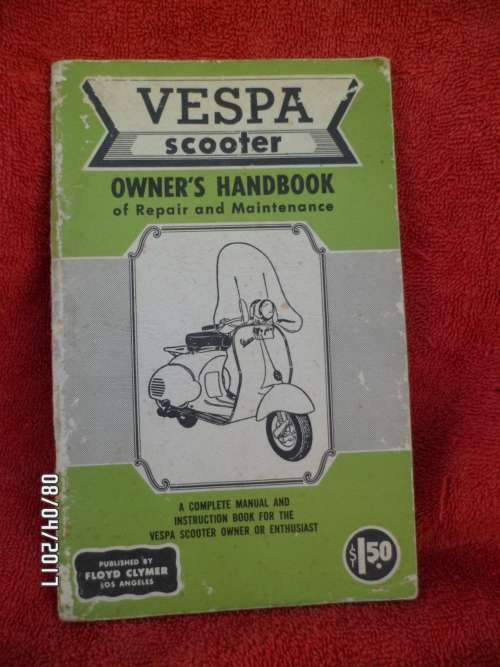 VESPA
scooter
OWNER'S HANDBOOK
of Repair and Maintenance
A COMPLETE MANUAL AND
INSTRUCTION BOOK FOR THE
VESPA SCOOTER OWNER OR ENTHUSIAST
PUBLISHED BY
FLOYD CLYMER
LOS ANGELES
$1.50
08/04/2017